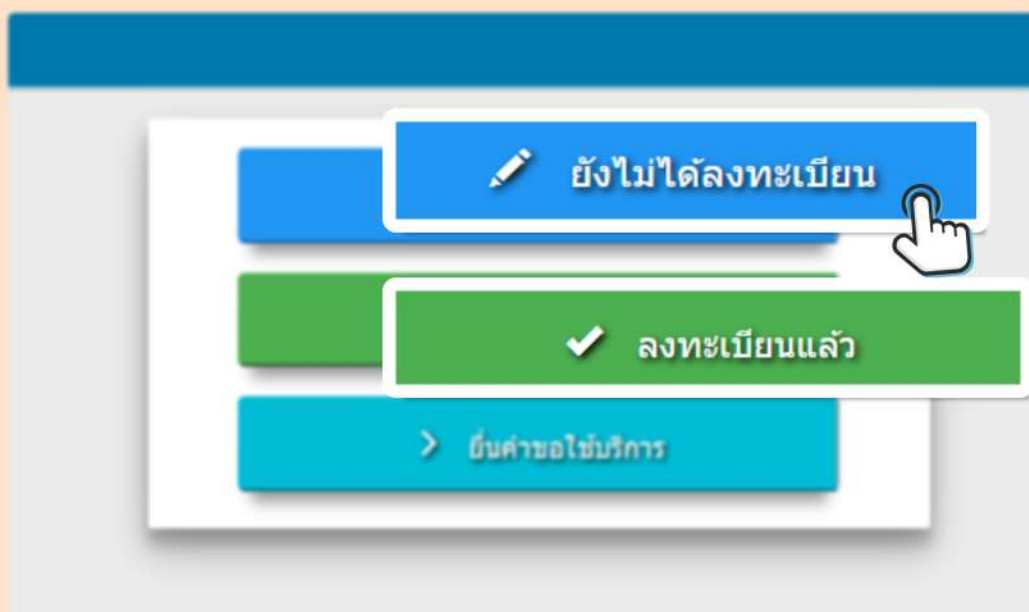 ยังไม่ได้ลงทะเบียน
ลงทะเบียนแล้ว
ยื่นคำขอใช้บริการ